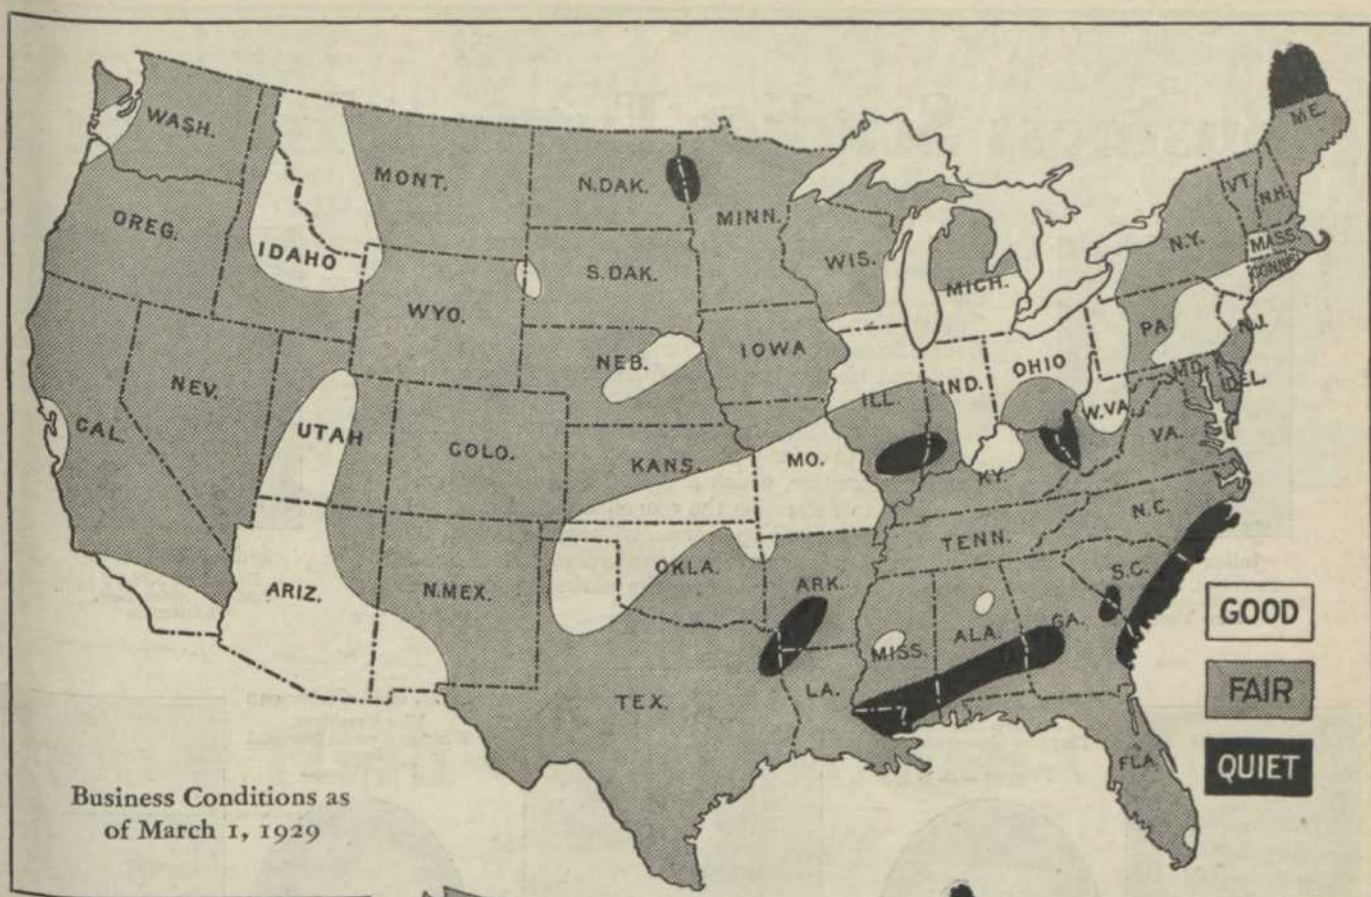 WASH.
MONT.
N.DAK.
MINN.
OREG.
IDAHO
S.DAK.
WIS.
MICH.
N.Y.
VT.
N.H.
M.E.
MASS.
CONN.
WYO.
NEB.
IOWA
PA.
N.J.
NEV.
CAL.
UTAH
COLO.
KANS.
MO.
ILL.
IND.
OHIO
W.VA.
MD.
DEL.
VA.
KY.
N.C.
TENN.
S.C.
ARIZ.
N.MEX.
OKLA.
ARK.
MISS.
ALA.
GA.
LA.
TEX.
FLA.
GOOD
FAIR
QUIET
Business Conditions as
of March 1, 1929